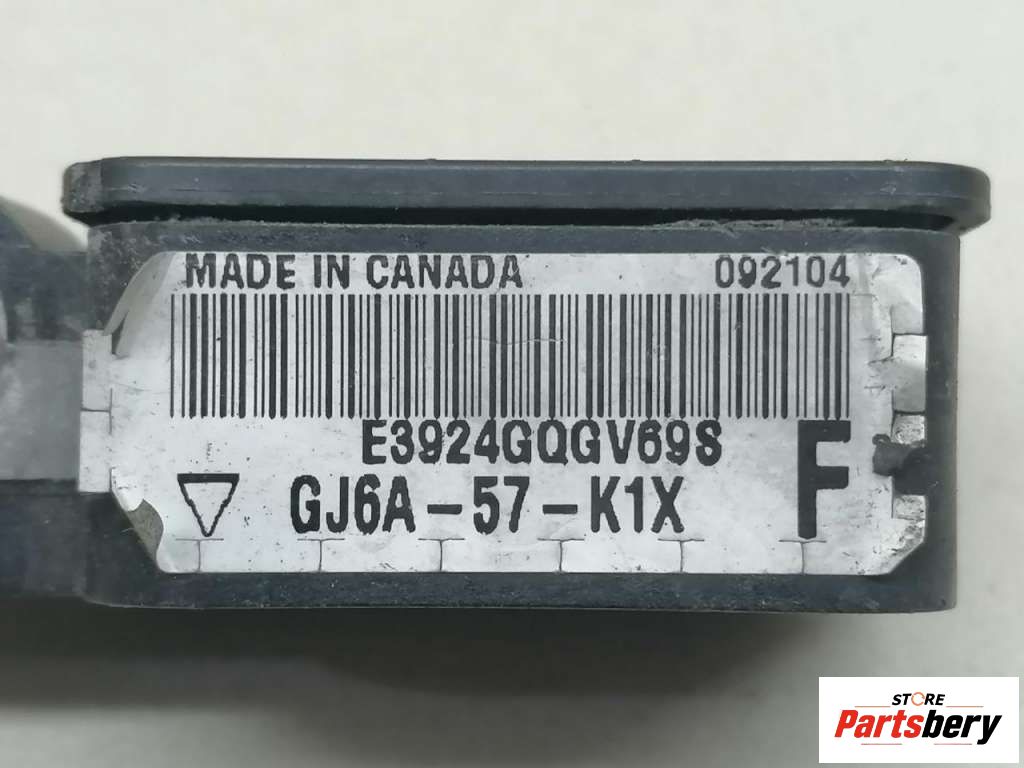 MADE IN CANADA 092104
E3924GQGV69S
GJ6A-57-K1X F
STORE
Partsbery